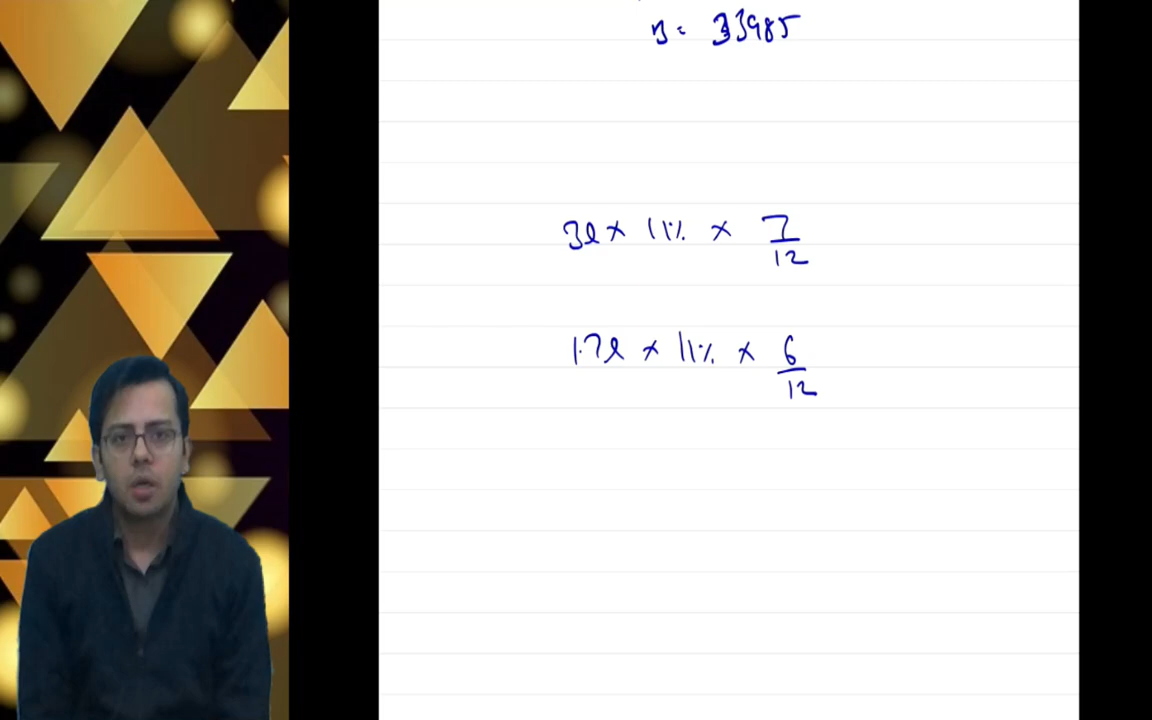 n = 33985
3l × 11% × 7/12
1.7l × 11% × 6/12